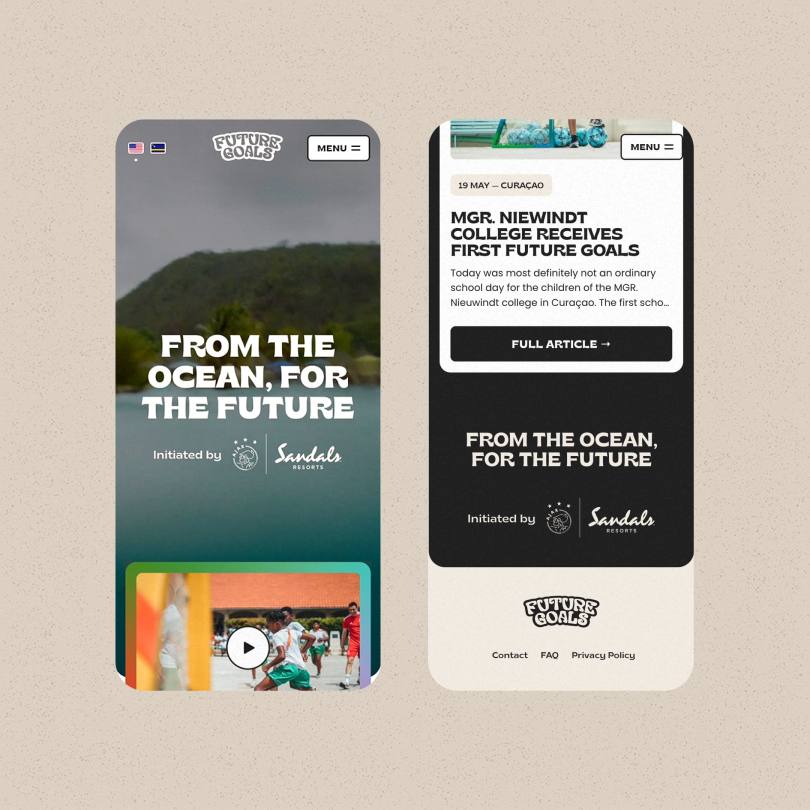 FUTURE
GOALS
MENU
FROM THE
OCEAN, FOR
THE FUTURE
Initiated by
AJAX
Sandals
RESORTS
MENU
19 MAY — CURAÇAO
MGR. NIEWINDT
COLLEGE RECEIVES
FIRST FUTURE GOALS
Today was most definitely not an ordinary
school day for the children of the MGR.
Nieuwindt college in Curaçao. The first scho...
FULL ARTICLE →
FROM THE OCEAN,
FOR THE FUTURE
Initiated by
AJAX
Sandals
RESORTS
FUTURE
GOALS
Contact FAQ Privacy Policy